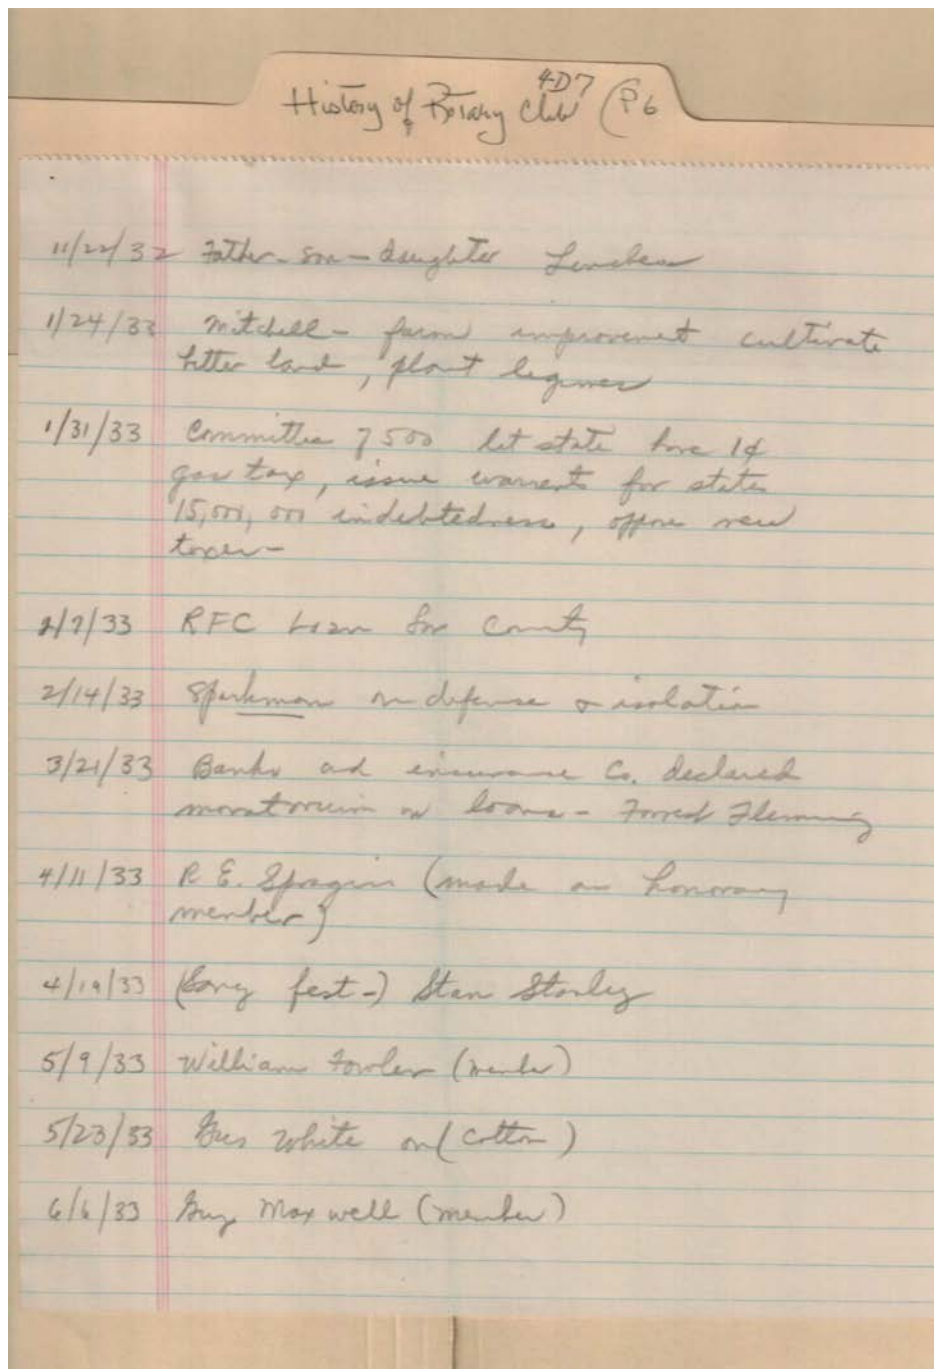 4D7
History of Rotary Club (P6
11/22/32 Father-son-daughter Luncheon
1/24/33 Mitchell - farm improvemet cultivate
better land, plant legumes
1/31/33 Committee 7500 let state have 1¢
gas tax, issue warrents for states
15,000,000 indebtedness, oppose new
taxes-
2/7/33 RFC Loan for County
2/14/33 Sparkman on defense & isolation
3/21/33 Banks and insurance Co. declared
moratorium on loans - Forrest Fleming
4/11/33 R E. Spragins (made an honorary
member)
4/19/33 (Song fest-) Stan Stanley
5/9/33 William Fowler (member)
5/23/33 Gus White on (cotton)
6/6/33 Guy Maxwell (member)